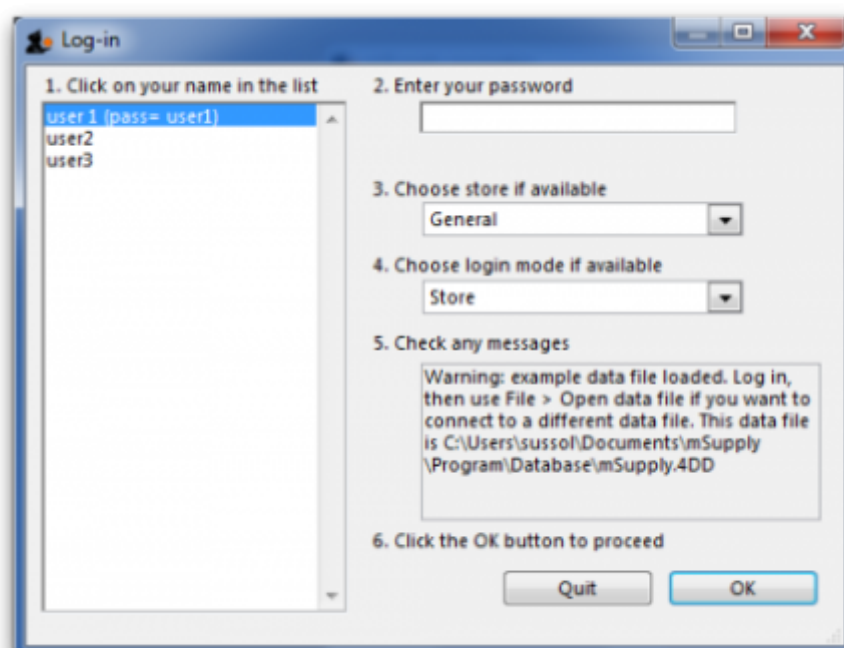 Log-in
1. Click on your name in the list
user 1 (pass= user1)
user2
user3
2. Enter your password
3. Choose store if available
General
4. Choose login mode if available
Store
5. Check any messages
Warning: example data file loaded. Log in,
then use File > Open data file if you want to
connect to a different data file. This data file
is C:\Users\sussol\Documents\mSupply
\Program\Database\mSupply.4DD
6. Click the OK button to proceed
Quit
OK